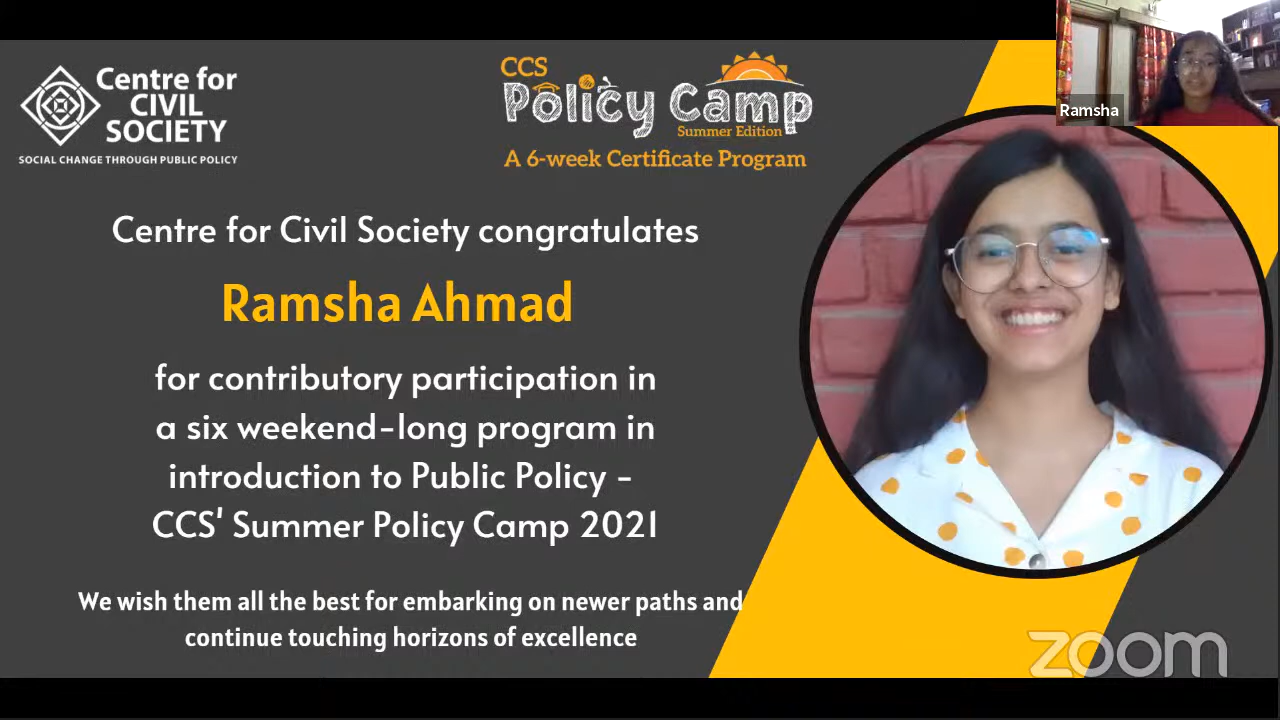 Centre for
CIVIL
SOCIETY
SOCIAL CHANGE THROUGH PUBLIC POLICY
CCS
Policy Camp
Summer Edition
A 6-week Certificate Program
Ramsha
Centre for Civil Society congratulates
Ramsha Ahmad
for contributory participation in
a six weekend-long program in
introduction to Public Policy -
CCS' Summer Policy Camp 2021
We wish them all the best for embarking on newer paths and
continue touching horizons of excellence
zoom